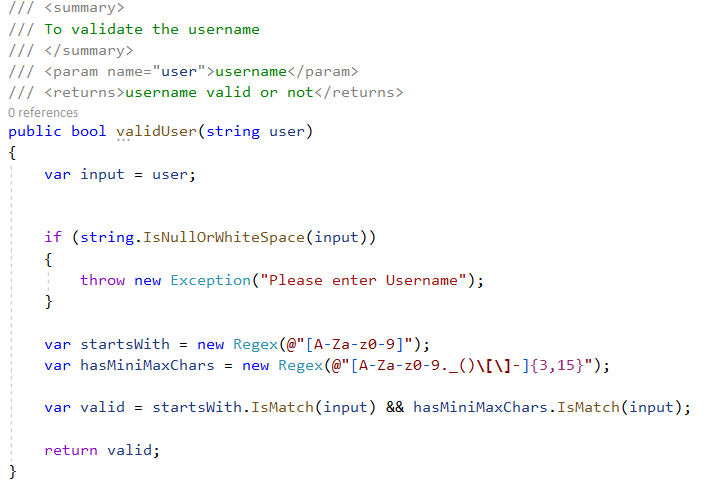 /// <summary>
/// To validate the username
/// </summary>
/// <param name="user">username</param>
/// <returns>username valid or not</returns>
0 references
public bool validUser(string user)
{
    var input = user;
    if (string.IsNullOrWhiteSpace(input))
    {
        throw new Exception("Please enter Username");
    }
    var startsWith = new Regex(@"[A-Za-z0-9]");
    var hasMiniMaxChars = new Regex(@"[A-Za-z0-9._()\[\]-]{3,15}");
    var valid = startsWith.IsMatch(input) && hasMiniMaxChars.IsMatch(input);
    return valid;
}